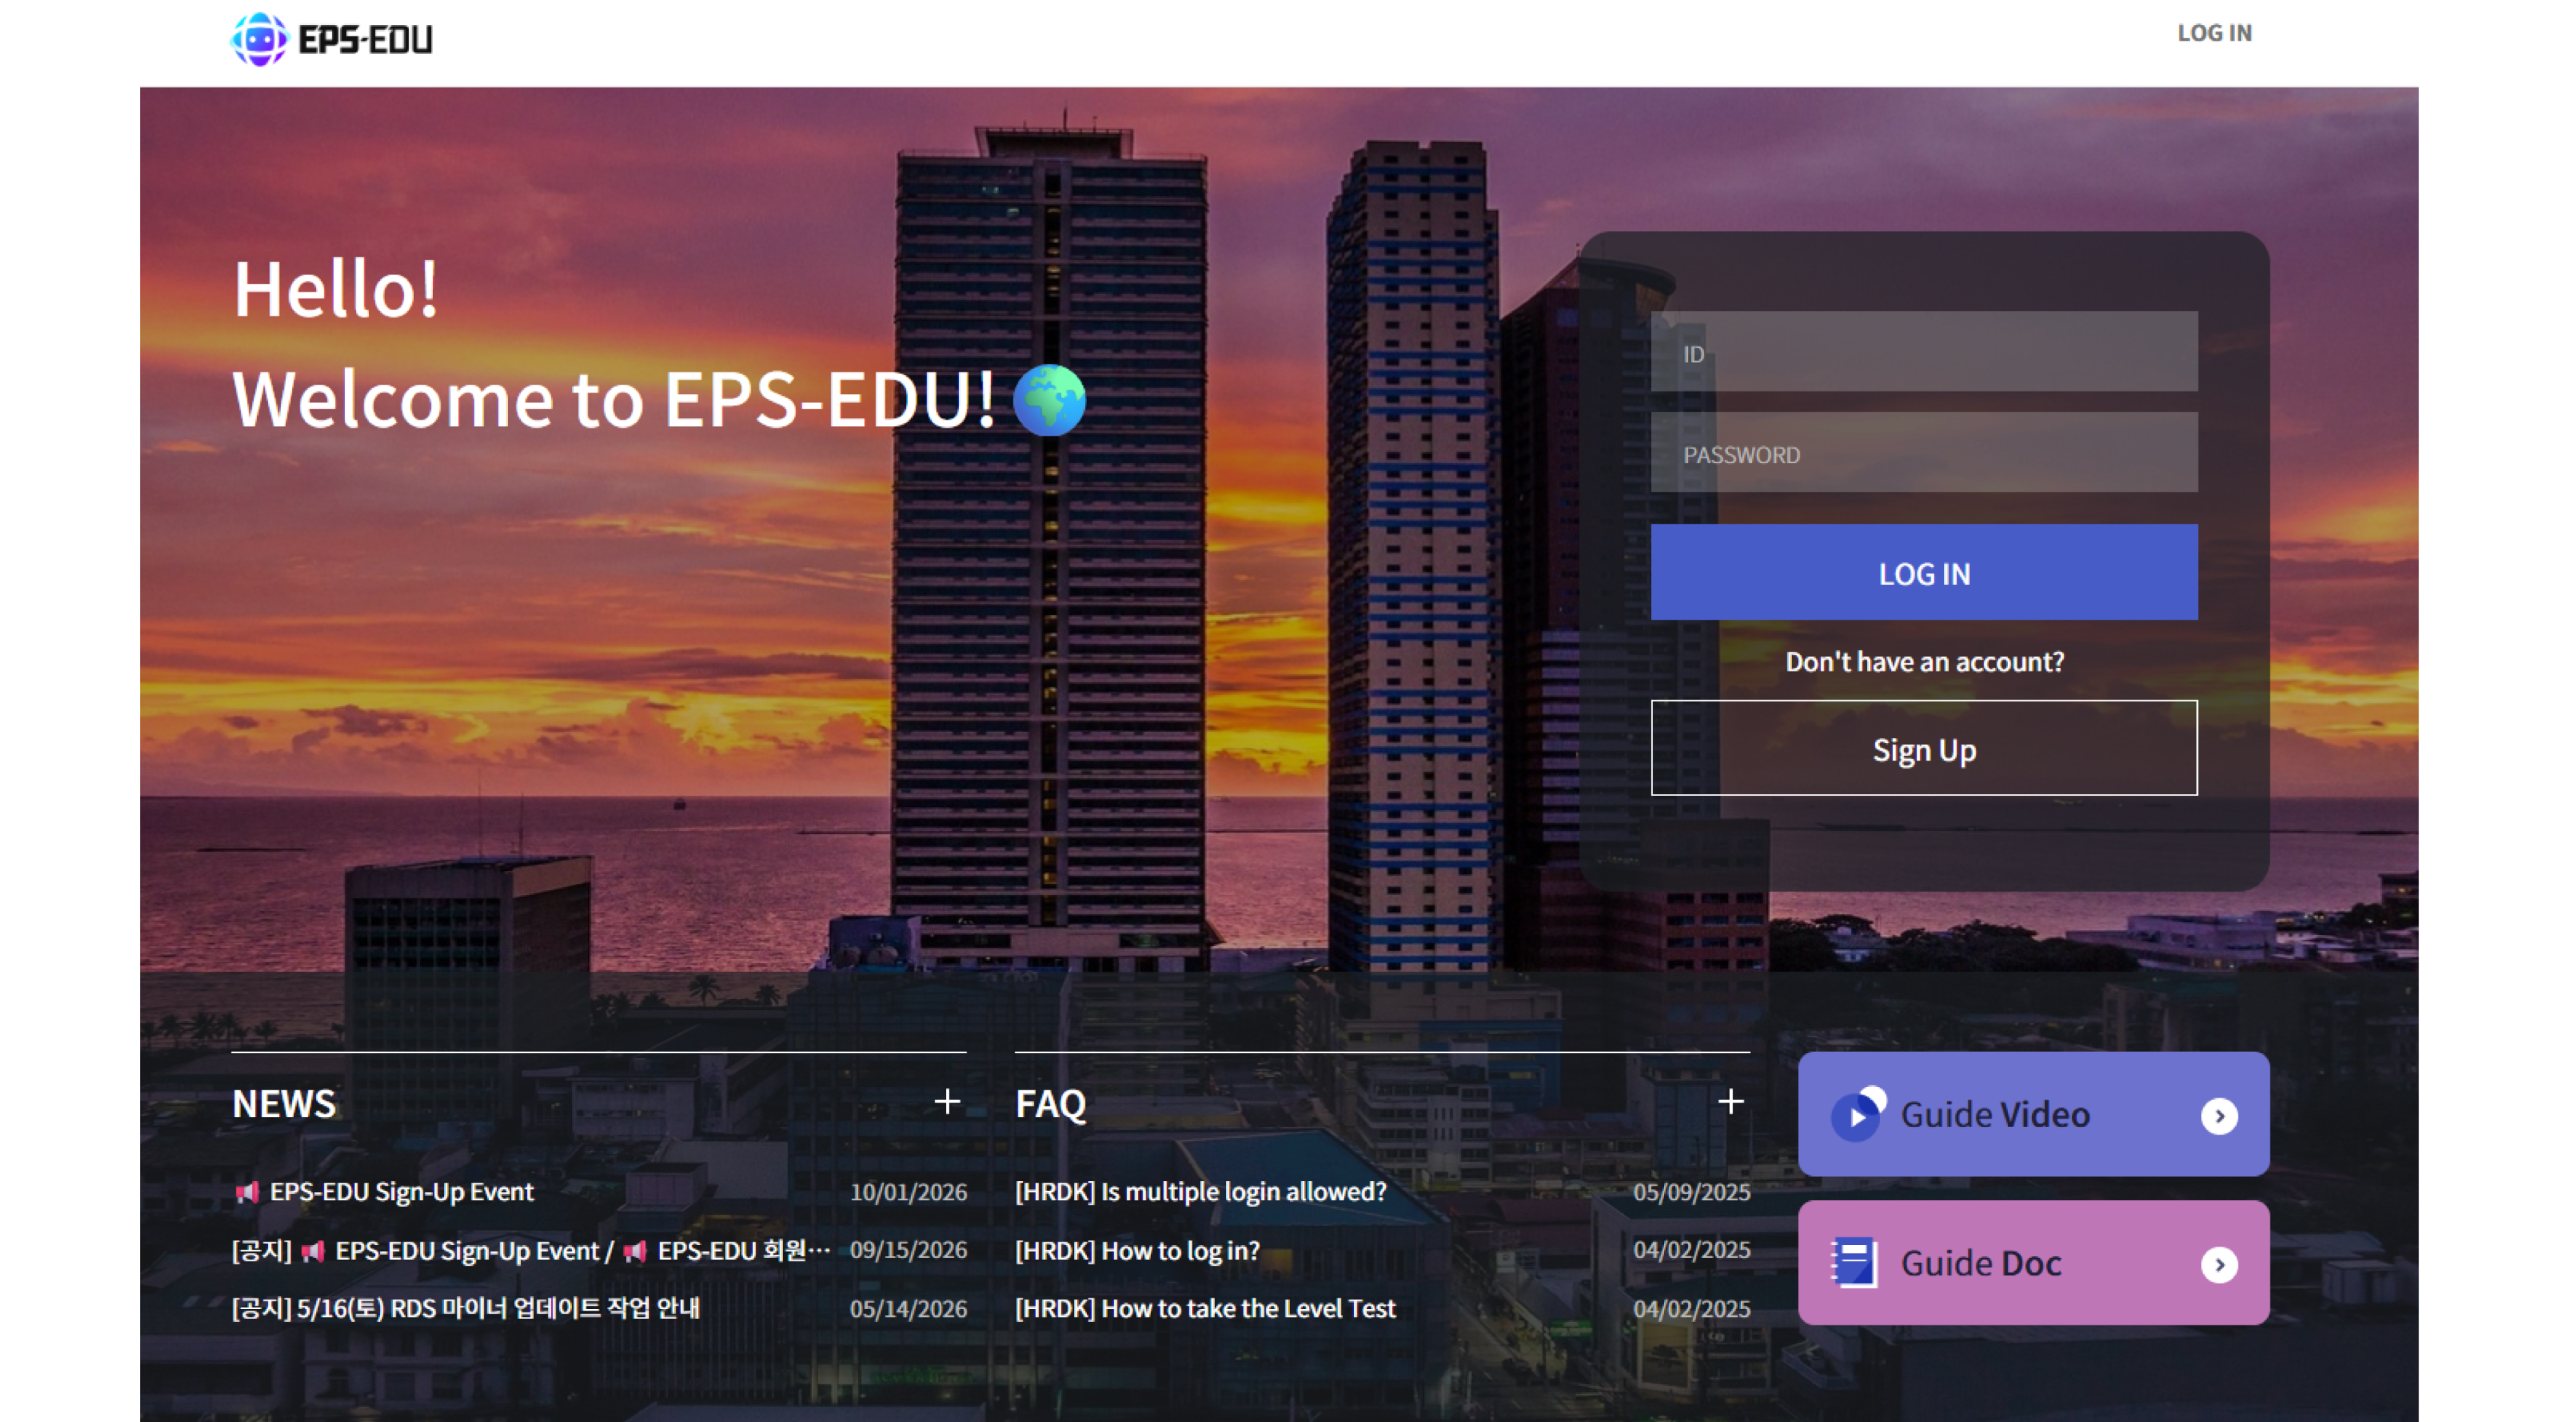 EPS-EDU
LOG IN
Hello!
Welcome to EPS-EDU!
ID
PASSWORD
LOG IN
Don't have an account?
Sign Up
NEWS
EPS-EDU Sign-Up Event 10/01/2026
[공지] EPS-EDU Sign-Up Event / EPS-EDU 회원··· 09/15/2026
[공지] 5/16(토) RDS 마이너 업데이트 작업 안내 05/14/2026
FAQ
[HRDK] Is multiple login allowed? 05/09/2025
[HRDK] How to log in? 04/02/2025
[HRDK] How to take the Level Test 04/02/2025
Guide Video
Guide Doc